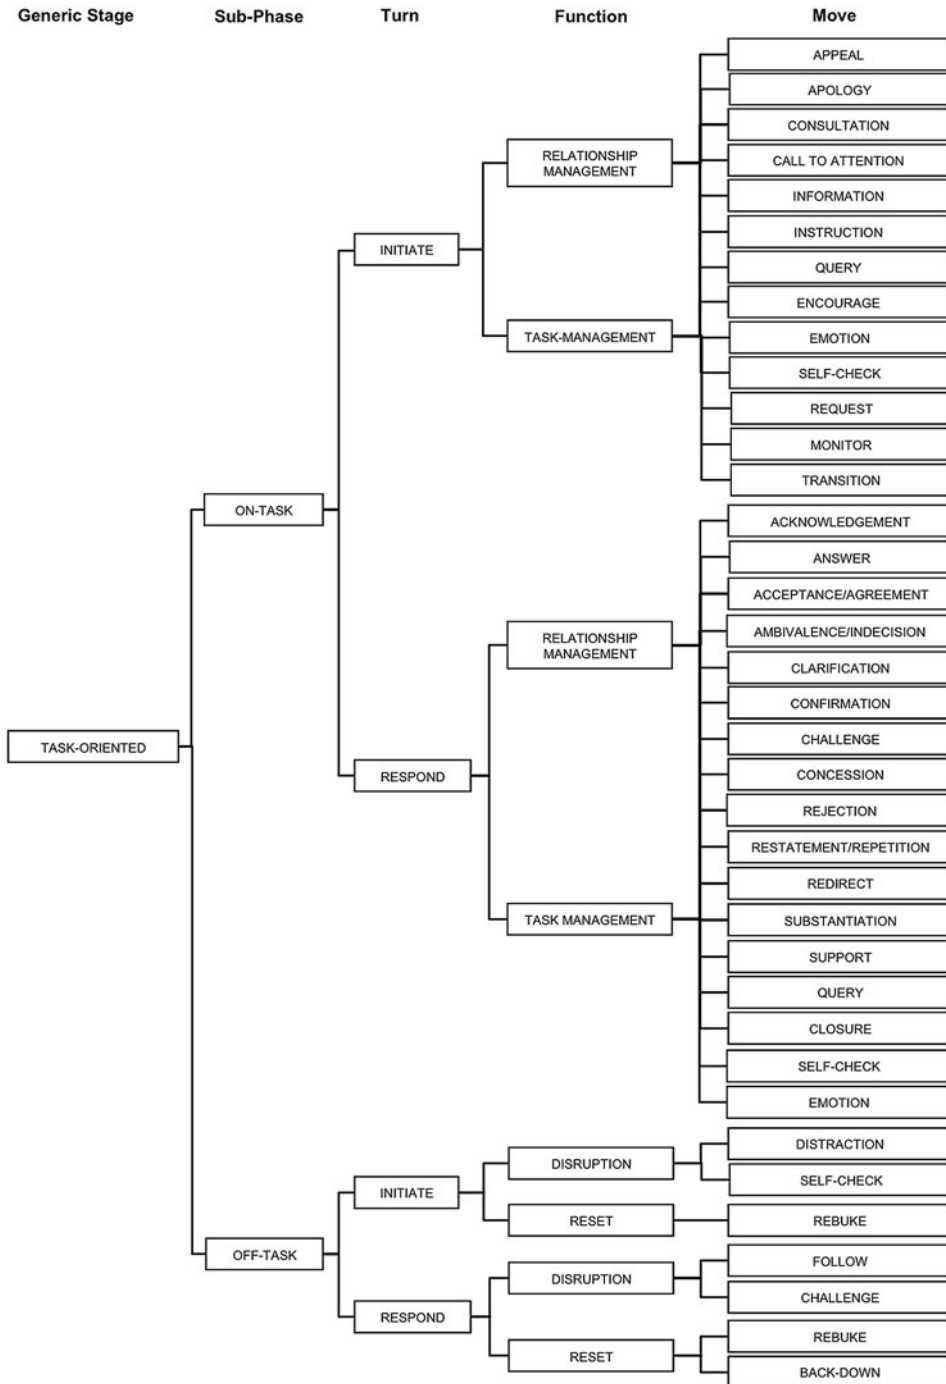 Generic Stage Sub-Phase Turn Function Move
APPEAL
APOLOGY
CONSULTATION
RELATIONSHIP
MANAGEMENT
CALL TO ATTENTION
INFORMATION
INSTRUCTION
INITIATE
QUERY
ENCOURAGE
TASK-MANAGEMENT
EMOTION
SELF-CHECK
REQUEST
MONITOR
TRANSITION
ON-TASK
ACKNOWLEDGEMENT
ANSWER
ACCEPTANCE/AGREEMENT
RELATIONSHIP
MANAGEMENT
AMBIVALENCE/INDECISION
CLARIFICATION
CONFIRMATION
TASK-ORIENTED
CHALLENGE
RESPOND
CONCESSION
REJECTION
RESTATEMENT/REPETITION
REDIRECT
TASK MANAGEMENT
SUBSTANTIATION
SUPPORT
QUERY
CLOSURE
SELF-CHECK
EMOTION
DISTRACTION
DISRUPTION
SELF-CHECK
INITIATE
RESET
REBUKE
OFF-TASK
FOLLOW
DISRUPTION
CHALLENGE
RESPOND
REBUKE
RESET
BACK-DOWN